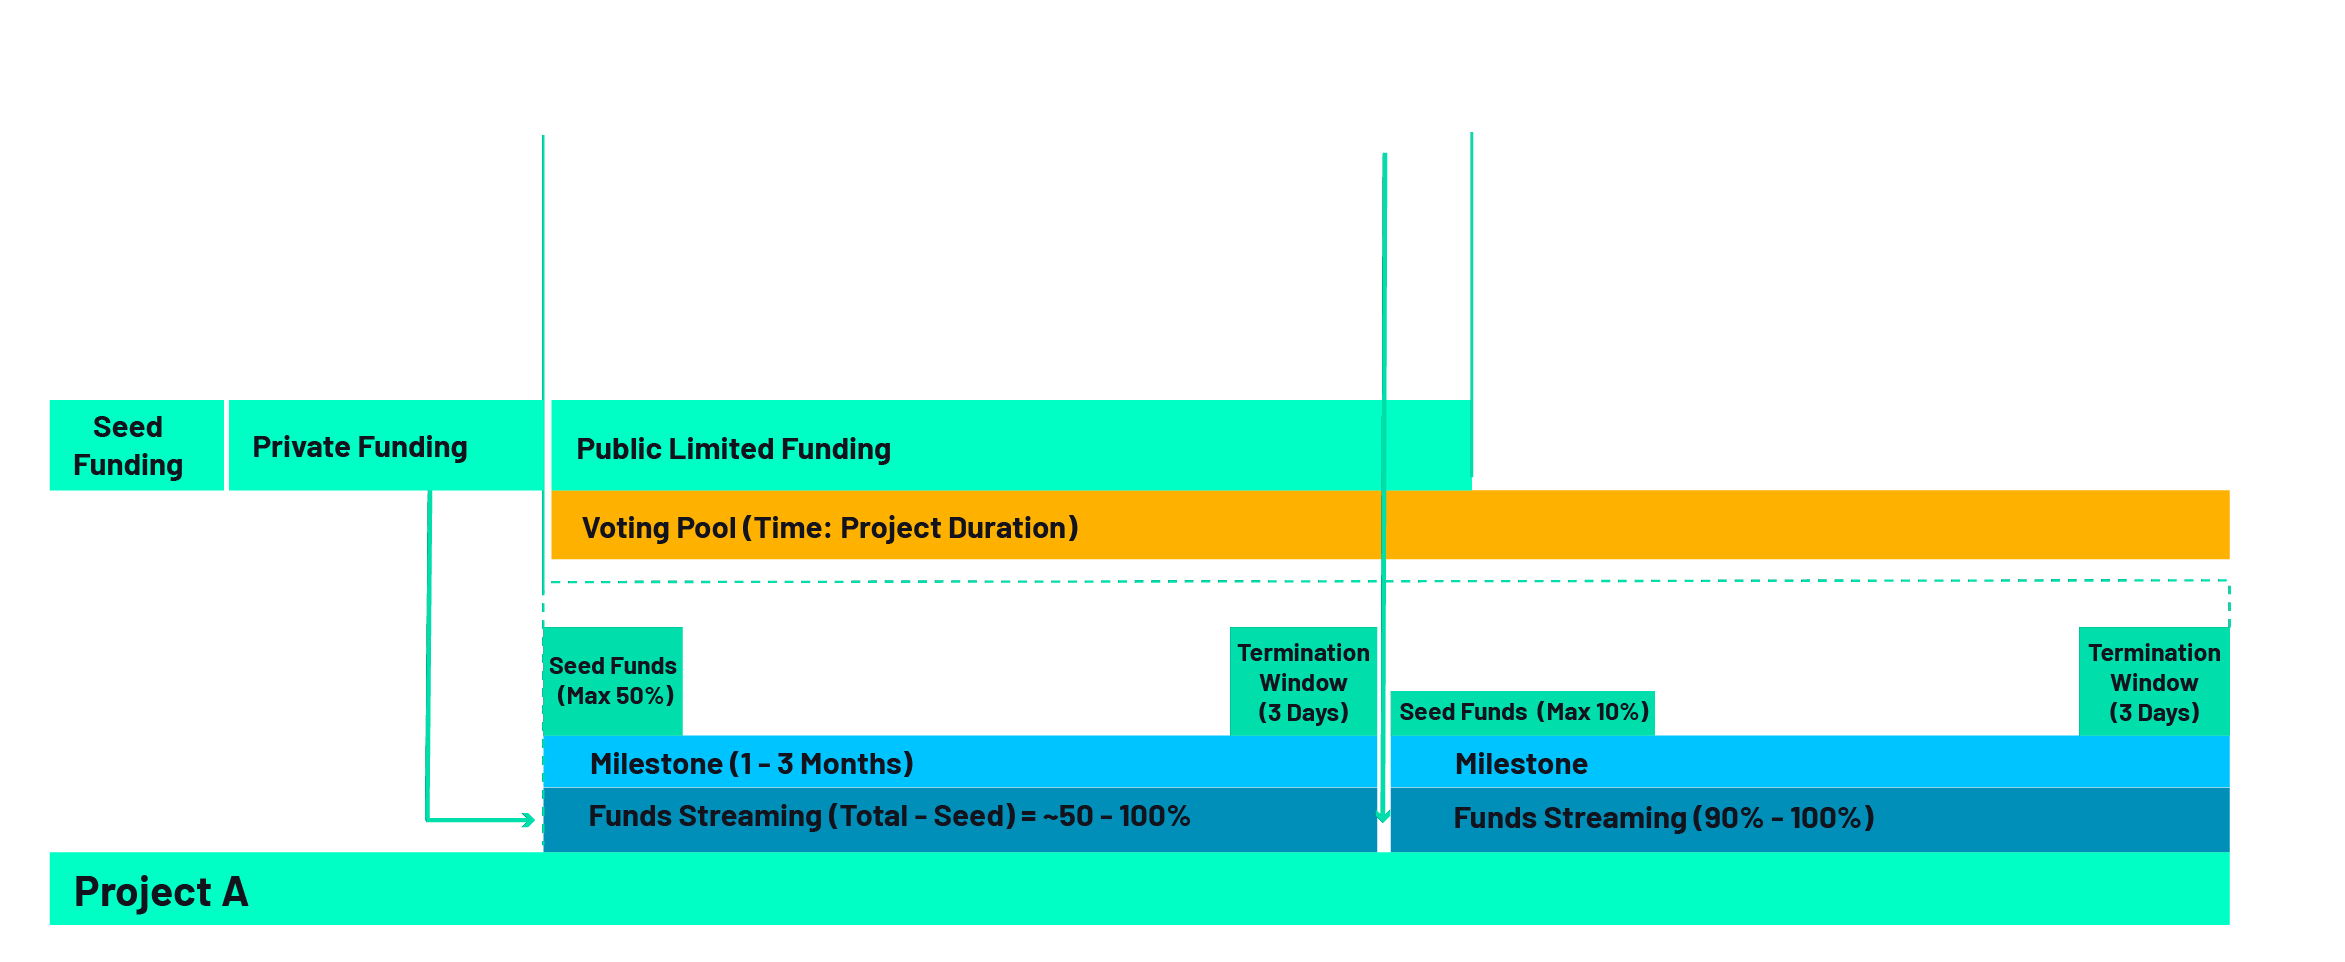 Seed
Funding
Private Funding
Public Limited Funding
Voting Pool (Time: Project Duration)
Seed Funds
(Max 50%)
Termination
Window
(3 Days)
Seed Funds (Max 10%)
Termination
Window
(3 Days)
Milestone (1 - 3 Months)
Milestone
Funds Streaming (Total - Seed) = ~50 - 100%
Funds Streaming (90% - 100%)
Project A